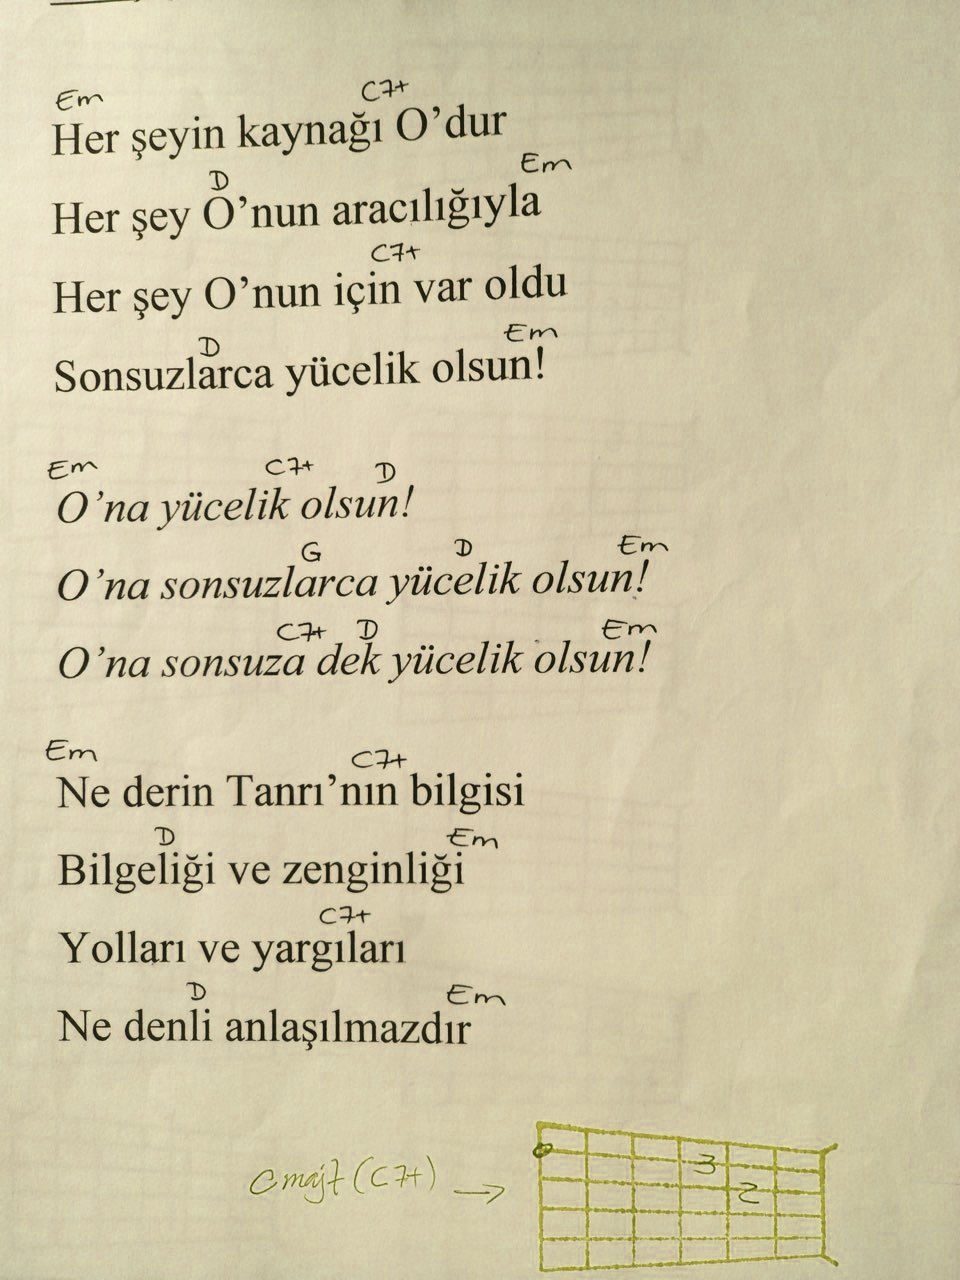 Em C7+
Her şeyin kaynağı O'dur
D Em
Her şey O'nun aracılığıyla
C7+
Her şey O'nun için var oldu
D Em
Sonsuzlarca yücelik olsun!
Em C7+ D
O'na yücelik olsun!
G D Em
O'na sonsuzlarca yücelik olsun!
C7+ D Em
O'na sonsuza dek yücelik olsun!
Em C7+
Ne derin Tanrı'nın bilgisi
D Em
Bilgeliği ve zenginliği
C7+
Yolları ve yargıları
D Em
Ne denli anlaşılmazdır
Cmaj7 (C7+) → 3 2